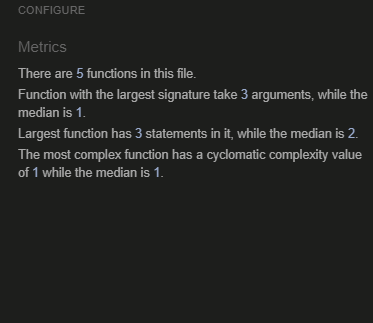 CONFIGURE
Metrics
There are 5 functions in this file.
Function with the largest signature take 3 arguments, while the
median is 1.
Largest function has 3 statements in it, while the median is 2.
The most complex function has a cyclomatic complexity value
of 1 while the median is 1.